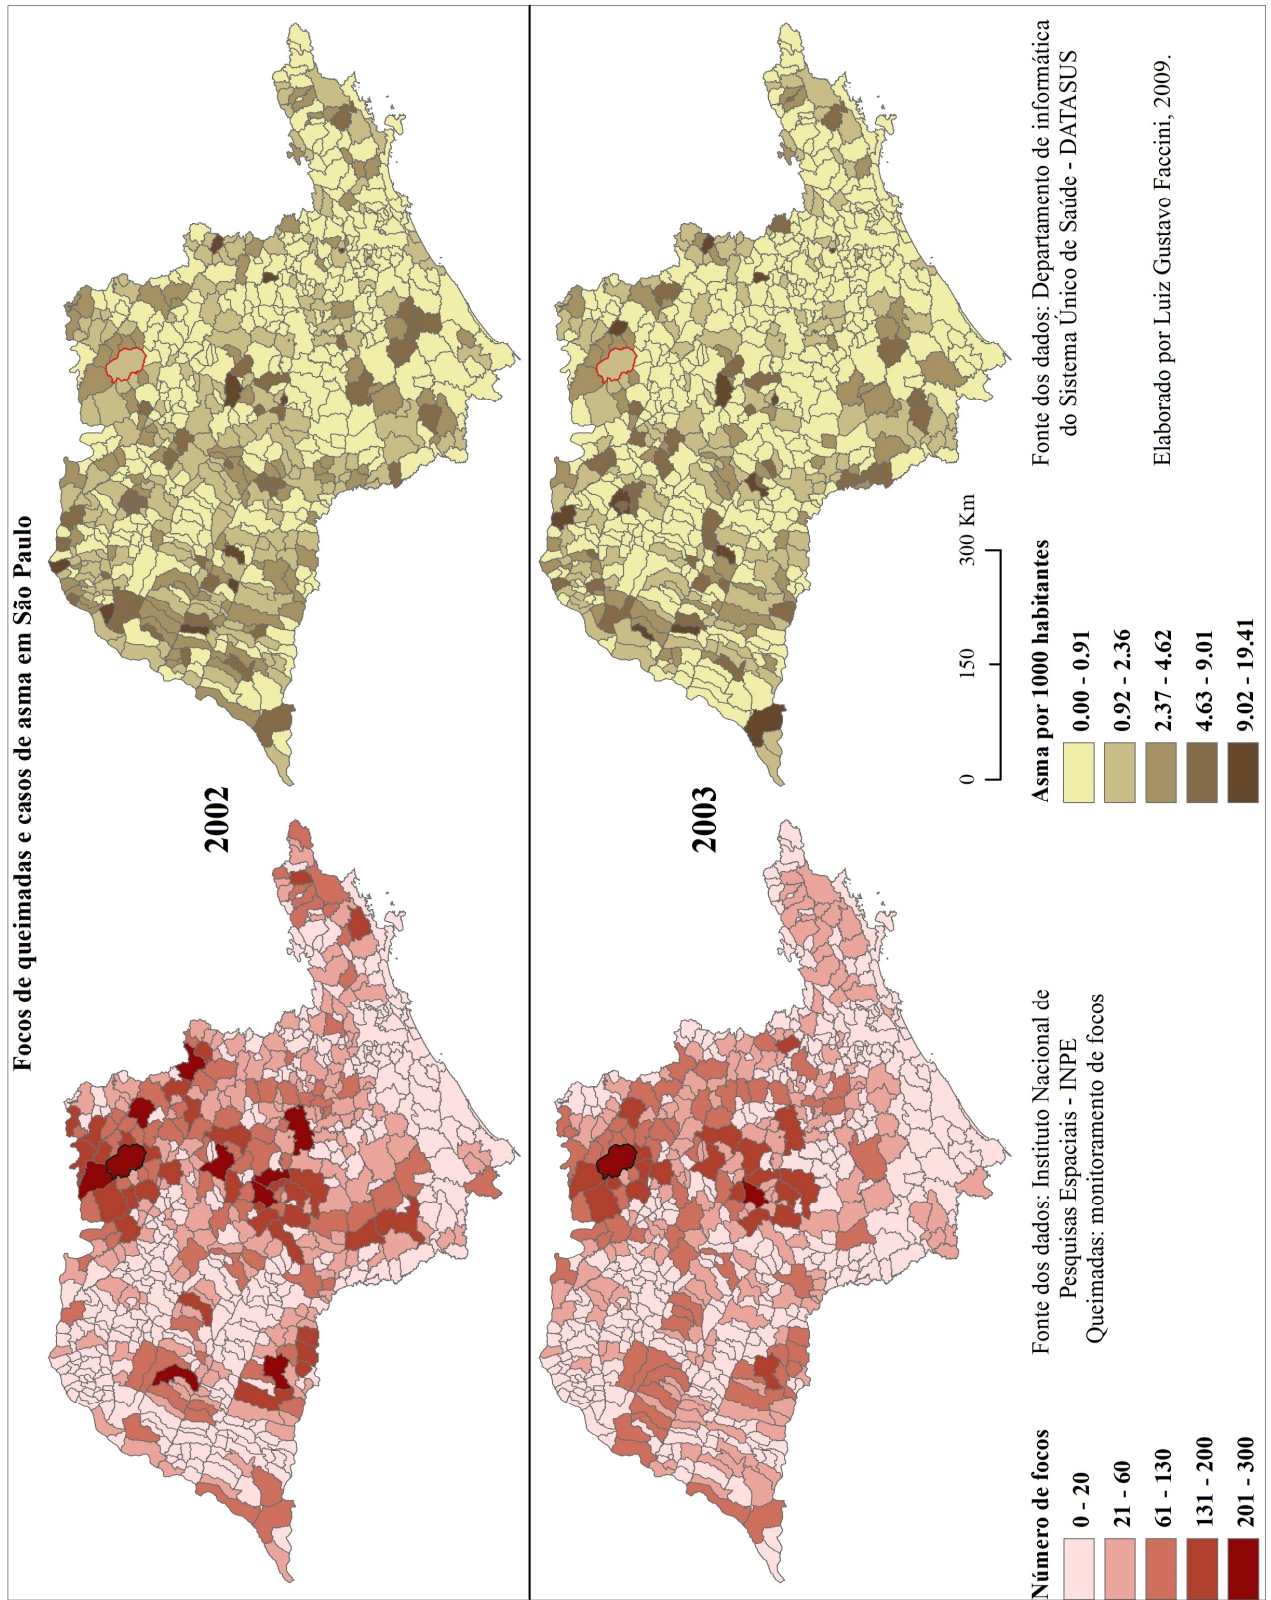 Focos de queimadas e casos de asma em São Paulo
2002
2003
Número de focos
0 - 20
21 - 60
61 - 130
131 - 200
201 - 300
Fonte dos dados: Instituto Nacional de
Pesquisas Espaciais - INPE
Queimadas: monitoramento de focos
0 150 300 Km
Asma por 1000 habitantes
0.00 - 0.91
0.92 - 2.36
2.37 - 4.62
4.63 - 9.01
9.02 - 19.41
Fonte dos dados: Departamento de informática
do Sistema Único de Saúde - DATASUS
Elaborado por Luiz Gustavo Faccini, 2009.